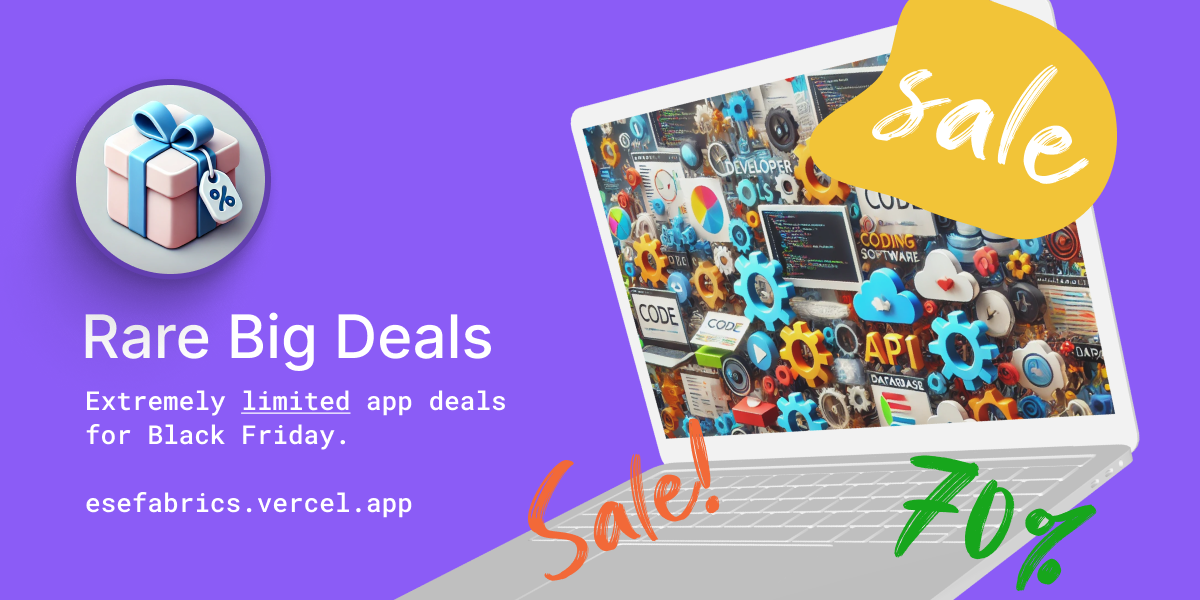 sale
%
DEVELOPER
CODING
SOFTWARE
CODE
CODE
API
DATABASE
Rare Big Deals
Extremely limited app deals
for Black Friday.
esefabrics.vercel.app
Sale!
70%